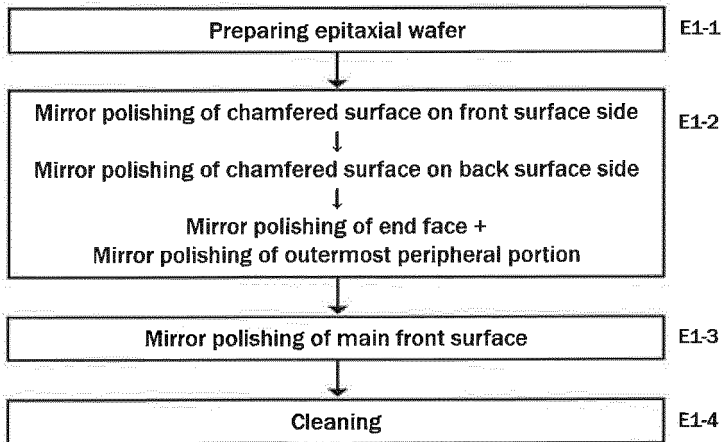 Preparing epitaxial wafer
E1-1
Mirror polishing of chamfered surface on front surface side
E1-2
↓
Mirror polishing of chamfered surface on back surface side
↓
Mirror polishing of end face +
Mirror polishing of outermost peripheral portion
Mirror polishing of main front surface
E1-3
Cleaning
E1-4